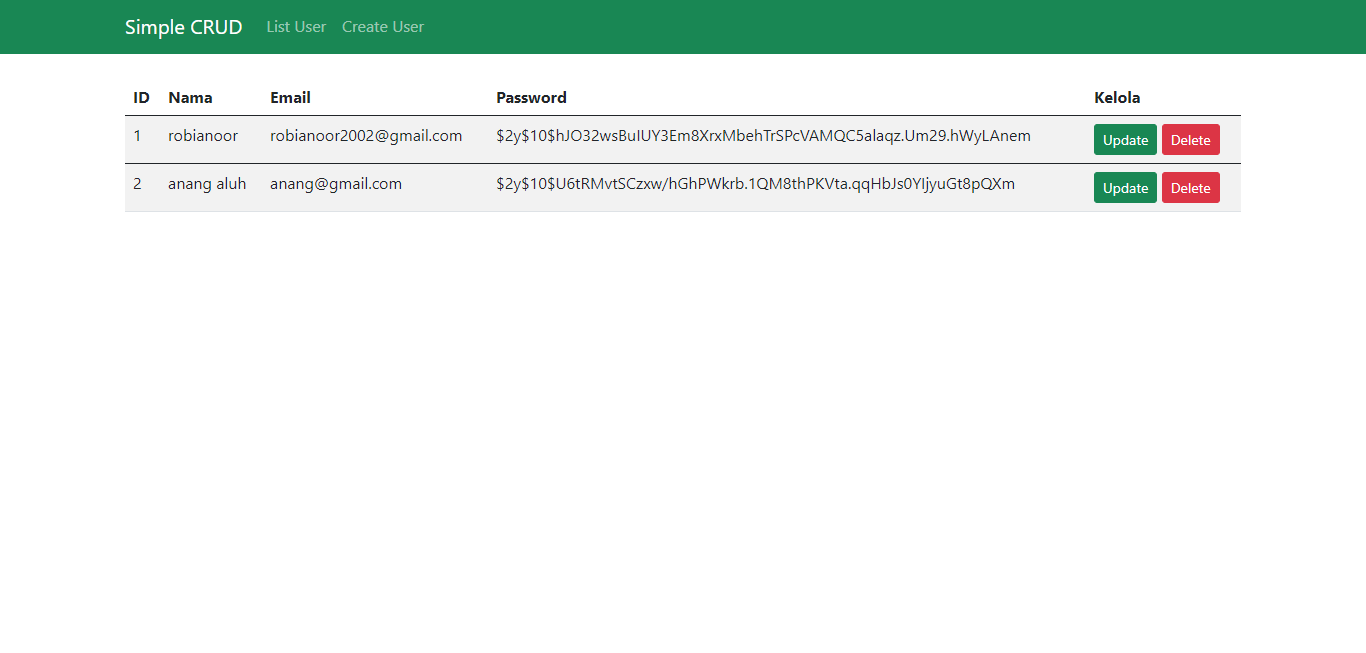 Simple CRUD List User Create User
ID Nama Email Password Kelola
1 robianoor robianoor2002@gmail.com $2y$10$hJO32wsBuIUY3Em8XrxMbehTrSPcVAMQC5alaqz.Um29.hWyLAnem Update Delete
2 anang aluh anang@gmail.com $2y$10$U6tRMvtSCzxw/hGhPWkrb.1QM8thPKVta.qqHbJs0YIjyuGt8pQXm Update Delete